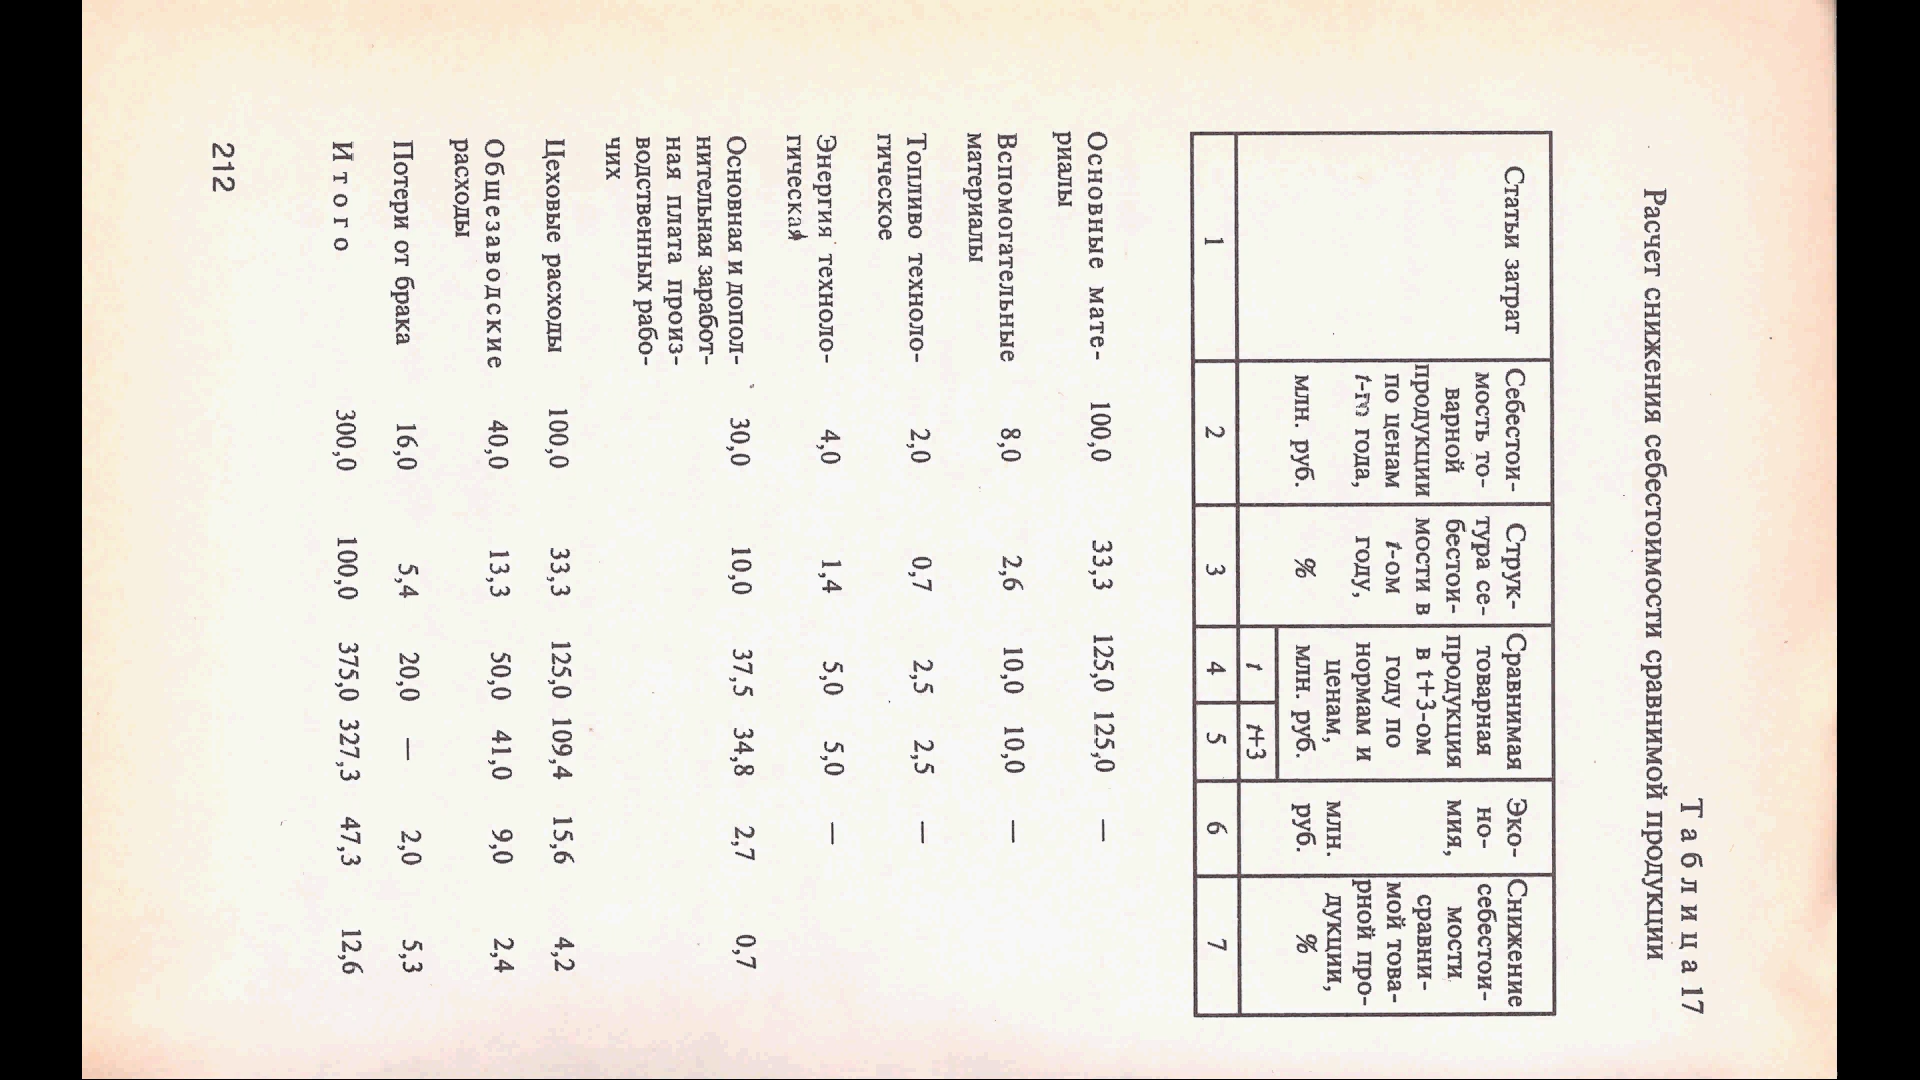 Т а б л и ц а 17
Расчет снижения себестоимости сравнимой продукции
Статьи затрат
Себестои-
мость то-
варной
продукции
по ценам
t-го года,
млн. руб.
Струк-
тура се-
бестои-
мости в
t-ом
году,
%
Сравнимая
товарная
продукция
в t+3-ом
году по
нормам и
ценам,
млн. руб.
t
t+3
Эко-
но-
мия,
млн.
руб.
Снижение
себестои-
мости
сравни-
мой това-
рной про-
дукции,
%
1 2 3 4 5 6 7
Основные мате- 100,0 33,3 125,0 125,0 —
риалы
Вспомогательные 8,0 2,6 10,0 10,0 —
материалы
Топливо техноло- 2,0 0,7 2,5 2,5 —
гическое
Энергия техноло- 4,0 1,4 5,0 5,0 —
гическая
Основная и допол- 30,0 10,0 37,5 34,8 2,7 0,7
нительная заработ-
ная плата произ-
водственных рабо-
чих
Цеховые расходы 100,0 33,3 125,0 109,4 15,6 4,2
Общезаводские 40,0 13,3 50,0 41,0 9,0 2,4
расходы
Потери от брака 16,0 5,4 20,0 — 2,0 5,3
И т о г о 300,0 100,0 375,0 327,3 47,3 12,6
212